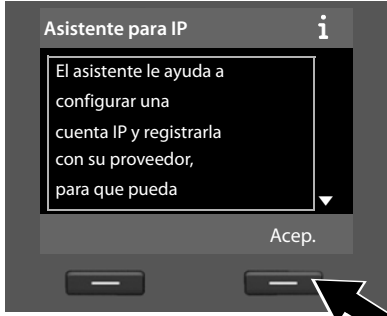 Asistente para IP i
El asistente le ayuda a
configurar una
cuenta IP y registrarla
con su proveedor,
para que pueda
Acep.